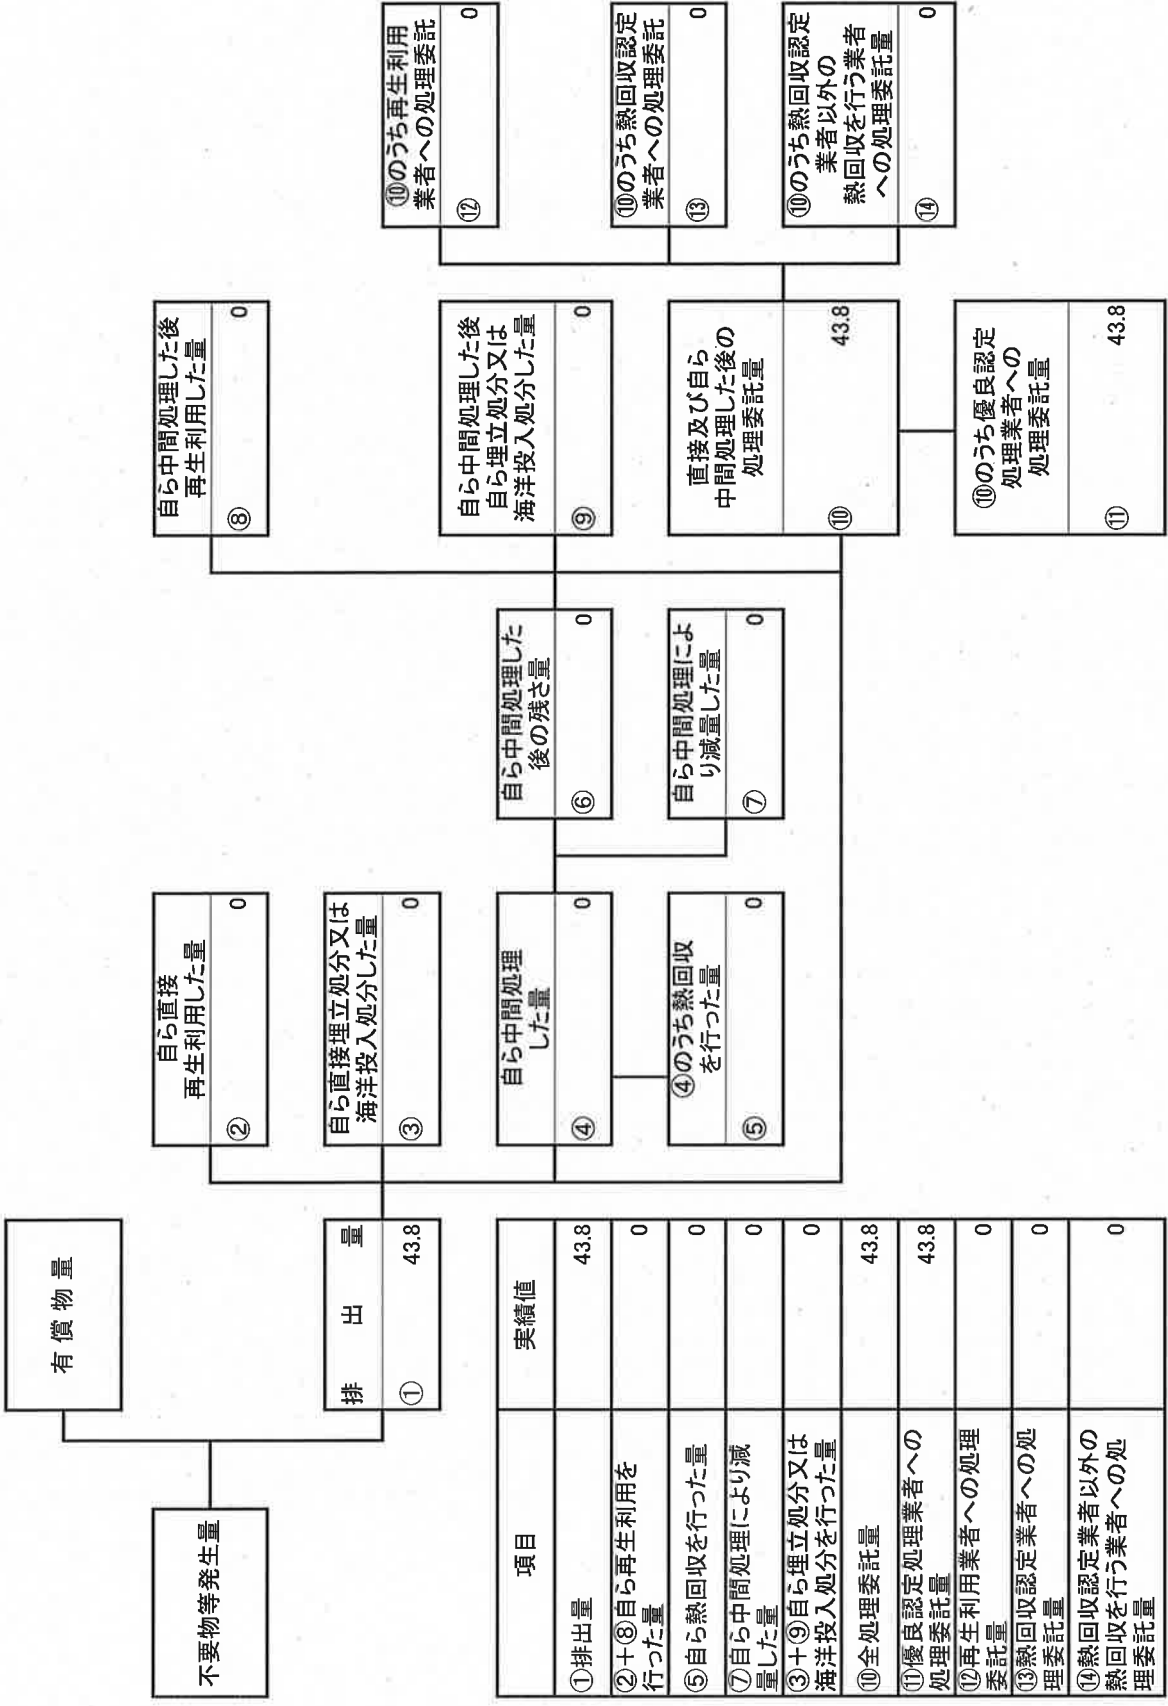 不要物等発生量
有償物量
排出量
① 43.8
自ら直接
再生利用した量
② 0
自ら直接埋立処分又は
海洋投入処分した量
③ 0
自ら中間処理
した量
④ 0
④のうち熱回収
を行った量
⑤ 0
自ら中間処理した
後の残さ量
⑥ 0
自ら中間処理によ
り減量した量
⑦ 0
自ら中間処理した後
再生利用した量
⑧ 0
自ら中間処理した後
自ら埋立処分又は
海洋投入処分した量
⑨ 0
直接及び自ら
中間処理した後の
処理委託量
⑩ 43.8
⑩のうち優良認定
処理業者への
処理委託量
⑪ 43.8
⑩のうち再生利用
業者への処理委託
⑫ 0
⑩のうち熱回収認定
業者への処理委託
⑬ 0
⑩のうち熱回収認定
業者以外の
熱回収を行う業者
への処理委託量
⑭ 0
項目 実績値
①排出量 43.8
②+⑧自ら再生利用を
行った量 0
⑤自ら熱回収を行った量 0
⑦自ら中間処理により減
量した量 0
③+⑨自ら埋立処分又は
海洋投入処分を行った量 0
⑩全処理委託量 43.8
⑪優良認定処理業者への
処理委託量 43.8
⑫再生利用業者への処理
委託量 0
⑬熱回収認定業者への処
理委託量 0
⑭熱回収認定業者以外の
熱回収を行う業者への処
理委託量 0